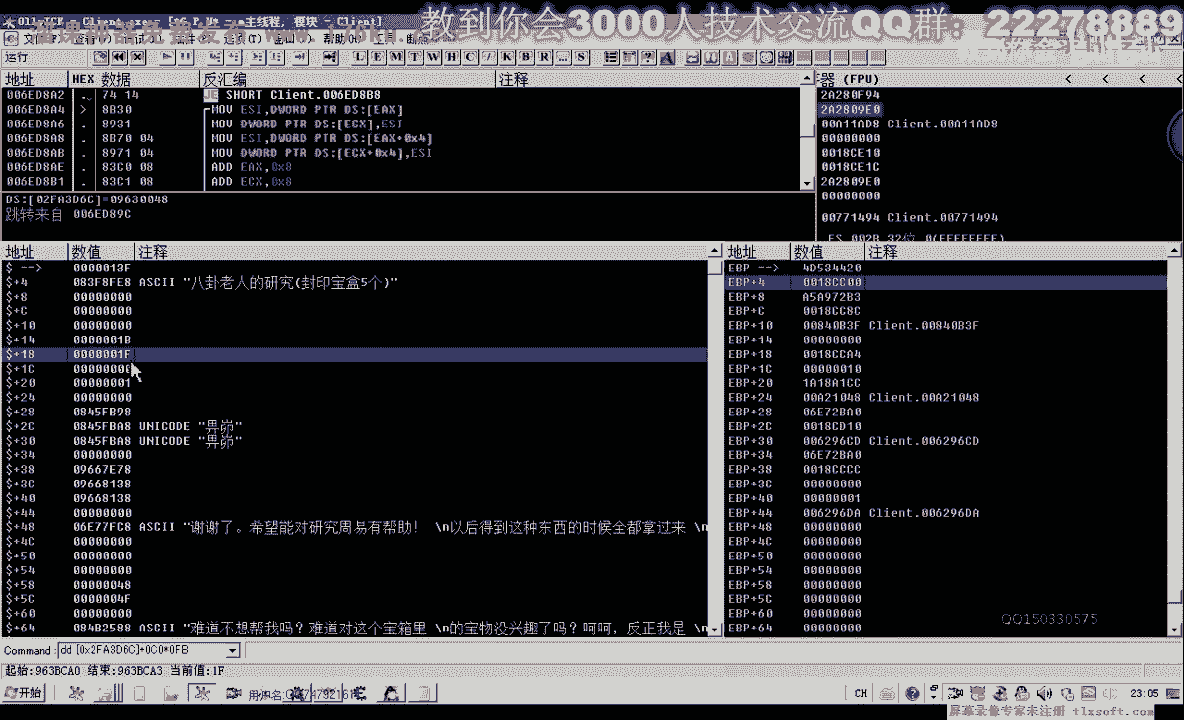 教到你会3000人技术交流QQ群：22278889
地址 HEX 数据 反汇编 注释
006ED8A2 . 74 14 JE SHORT Client.006ED8B8
006ED8A4 > 8B30 MOV ESI,DWORD PTR DS:[EAX]
006ED8A6 . 8931 MOV DWORD PTR DS:[ECX],ESI
006ED8A8 . 8B70 04 MOV ESI,DWORD PTR DS:[EAX+0x4]
006ED8AB . 8971 04 MOV DWORD PTR DS:[ECX+0x4],ESI
006ED8AE . 83C0 08 ADD EAX,0x8
006ED8B1 . 83C1 08 ADD ECX,0x8
DS:[02FA3D6C]=09630048
跳转来自 006ED89C
器 (FPU) < < < <
2A280F94
2A2809E0
00A11AD8 Client.00A11AD8
00000000
0018CE10
0018CE1C
2A2809E0
00000000
00771494 Client.00771494
地址 数值 注释
$ --> 0000013F
$+4 083F8FE8 ASCII "八卦老人的研究(封印宝盒5个)"
$+8 00000000
$+C 00000000
$+10 00000000
$+14 0000001B
$+18 0000001F
$+1C 00000000
$+20 00000001
$+24 00000000
$+28 0845FB98
$+2C 0845FBA8 UNICODE
$+30 0845FBA8 UNICODE
$+34 00000000
$+38 09667E78
$+3C 09668138
$+40 09668138
$+44 00000000
$+48 06E77FC8 ASCII "谢谢了。希望能对研究周易有帮助！ \n以后得到这种东西的时候全都拿过来 \n
$+4C 00000000
$+50 00000000
$+54 00000000
$+58 00000048
$+5C 0000004F
$+60 00000000
$+64 084B2588 ASCII "难道不想帮我吗？难道对这个宝箱里 \n的宝物没兴趣了吗？呵呵，反正我是 \n
地址 数值 注释
EBP --> 4D534420
EBP+4 0018CC00
EBP+8 A5A972B3
EBP+C 0018CC8C
EBP+10 00840B3F Client.00840B3F
EBP+14 00000000
EBP+18 0018CCA4
EBP+1C 00000010
EBP+20 1A18A1CC
EBP+24 00A21048 Client.00A21048
EBP+28 06E72BA0
EBP+2C 0018CD10
EBP+30 006296CD Client.006296CD
EBP+34 06E72BA0
EBP+38 0018CCCC
EBP+3C 00000000
EBP+40 00000001
EBP+44 006296DA Client.006296DA
EBP+48 00000000
EBP+4C 00000000
EBP+50 00000000
EBP+54 00000000
EBP+58 00000000
EBP+5C 00000000
EBP+60 00000000
EBP+64 00000000
QQ150330575
Command: dd [0x2FA3D6C]+0C0*0FB
起始:963BCA0 结束:963BCA3 当前值:1F
开始 CH 23:05
屏幕录像专家未注册 tlxsoft.com